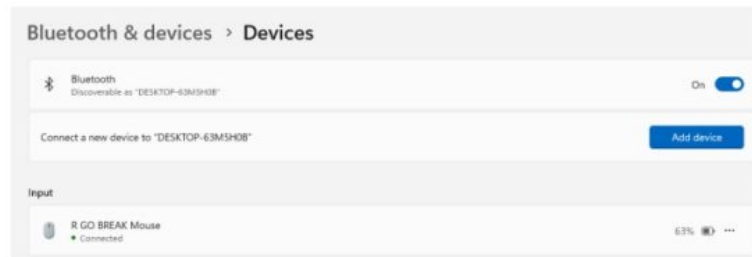 Bluetooth & devices > Devices
Bluetooth
On
Discoverable as "DESKTOP-63M5H0B"
Connect a new device to "DESKTOP-63M5H0B"
Add device
Input
R GO BREAK Mouse
63%
Connected